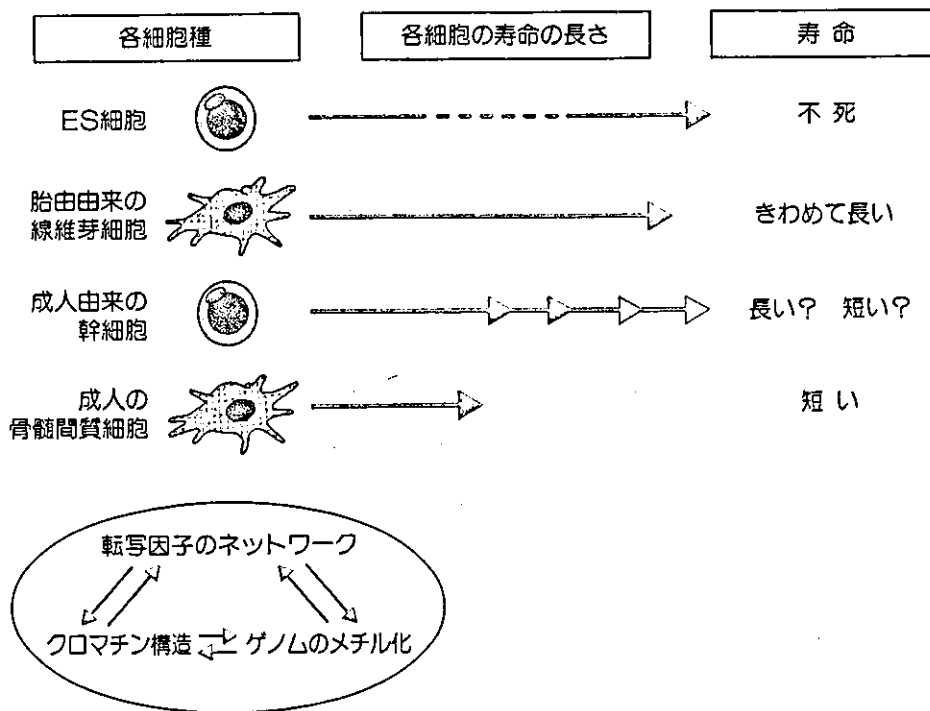 各細胞種
各細胞の寿命の長さ
寿 命
ES細胞
不 死
胎由由来の
線維芽細胞
きわめて長い
成人由来の
幹細胞
長い? 短い?
成人の
骨髄間質細胞
短 い
転写因子のネットワーク
クロマチン構造
ゲノムのメチル化